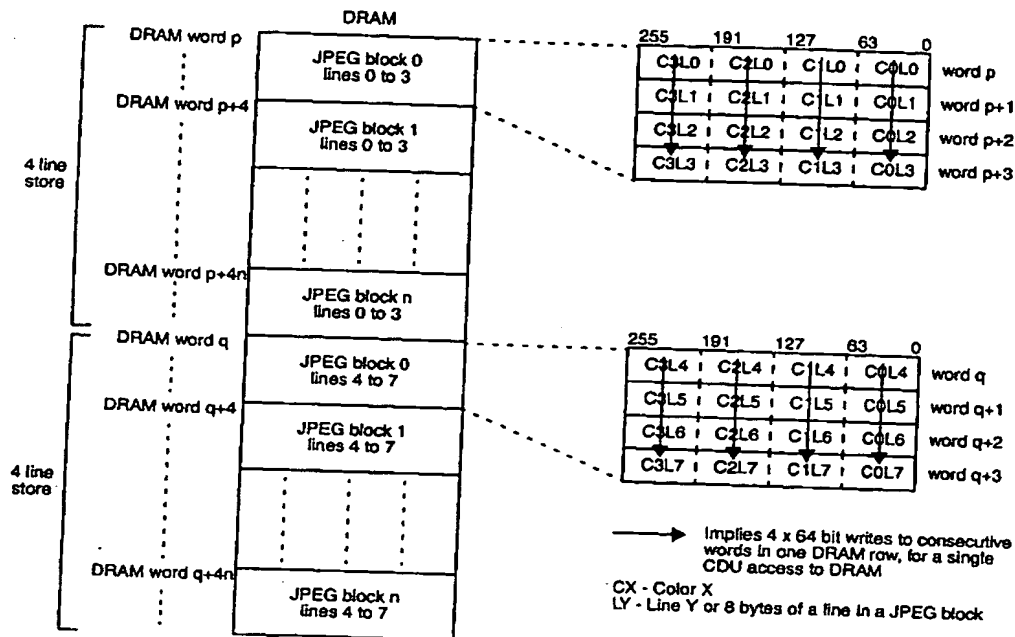 DRAM
DRAM word p
JPEG block 0
lines 0 to 3
DRAM word p+4
JPEG block 1
lines 0 to 3
4 line
store
DRAM word p+4n
JPEG block n
lines 0 to 3
255 191 127 63 0
C3L0 C2L0 C1L0 C0L0 word p
C3L1 C2L1 C1L1 C0L1 word p+1
C3L2 C2L2 C1L2 C0L2 word p+2
C3L3 C2L3 C1L3 C0L3 word p+3
DRAM word q
JPEG block 0
lines 4 to 7
DRAM word q+4
JPEG block 1
lines 4 to 7
4 line
store
DRAM word q+4n
JPEG block n
lines 4 to 7
255 191 127 63 0
C3L4 C2L4 C1L4 C0L4 word q
C3L5 C2L5 C1L5 C0L5 word q+1
C3L6 C2L6 C1L6 C0L6 word q+2
C3L7 C2L7 C1L7 C0L7 word q+3
Implies 4 x 64 bit writes to consecutive
words in one DRAM row, for a single
CDU access to DRAM
CX - Color X
LY - Line Y or 8 bytes of a line in a JPEG block